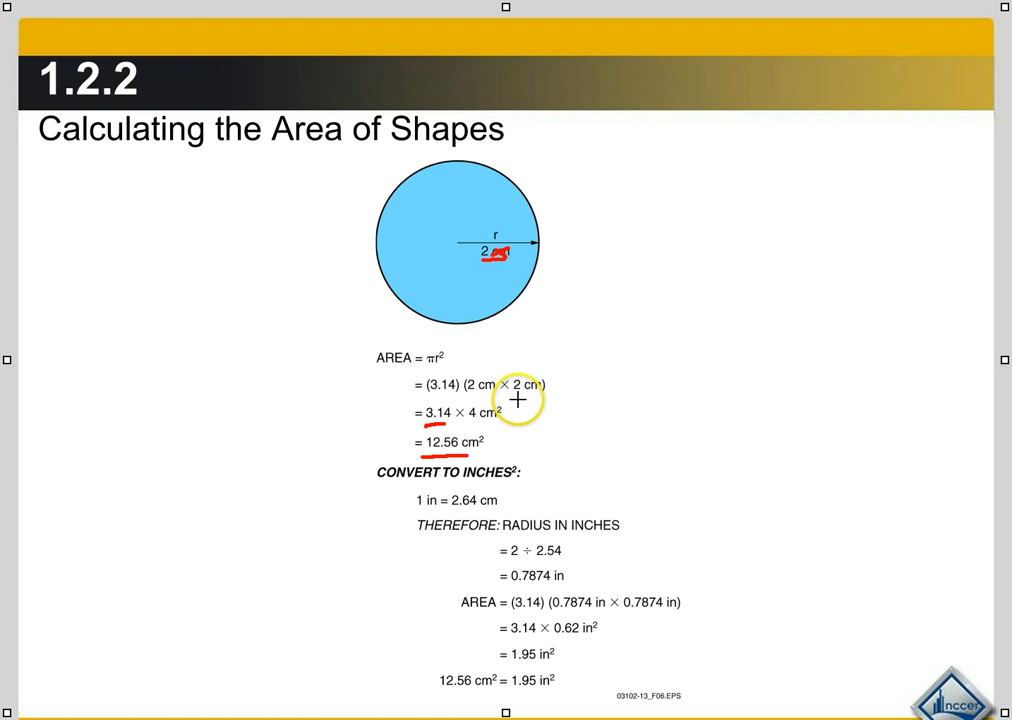 1.2.2
Calculating the Area of Shapes
r
2 cm
AREA = πr²
= (3.14) (2 cm × 2 cm)
= 3.14 × 4 cm²
= 12.56 cm²
CONVERT TO INCHES²:
1 in = 2.64 cm
THEREFORE: RADIUS IN INCHES
= 2 ÷ 2.54
= 0.7874 in
AREA = (3.14) (0.7874 in × 0.7874 in)
= 3.14 × 0.62 in²
= 1.95 in²
12.56 cm² = 1.95 in²
03102-13_F06.EPS
nccer